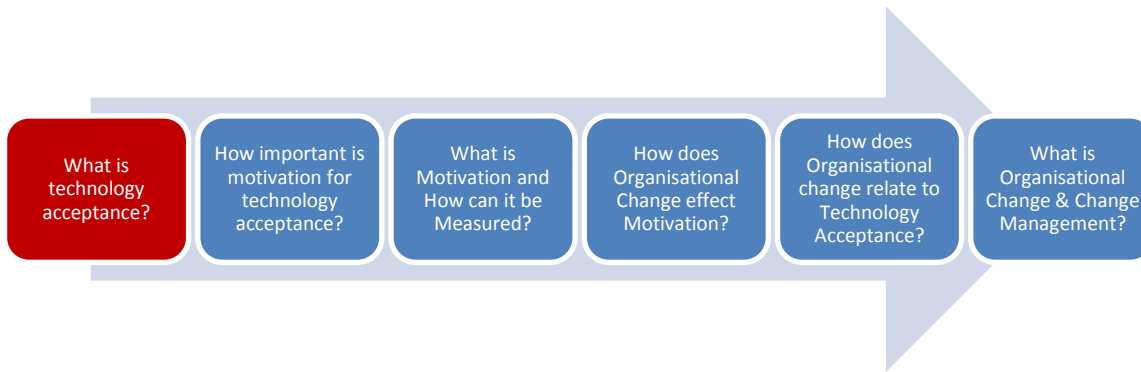 What is
technology
acceptance?
How important is
motivation for
technology
acceptance?
What is
Motivation and
How can it be
Measured?
How does
Organisational
Change effect
Motivation?
How does
Organisational
change relate to
Technology
Acceptance?
What is
Organisational
Change & Change
Management?